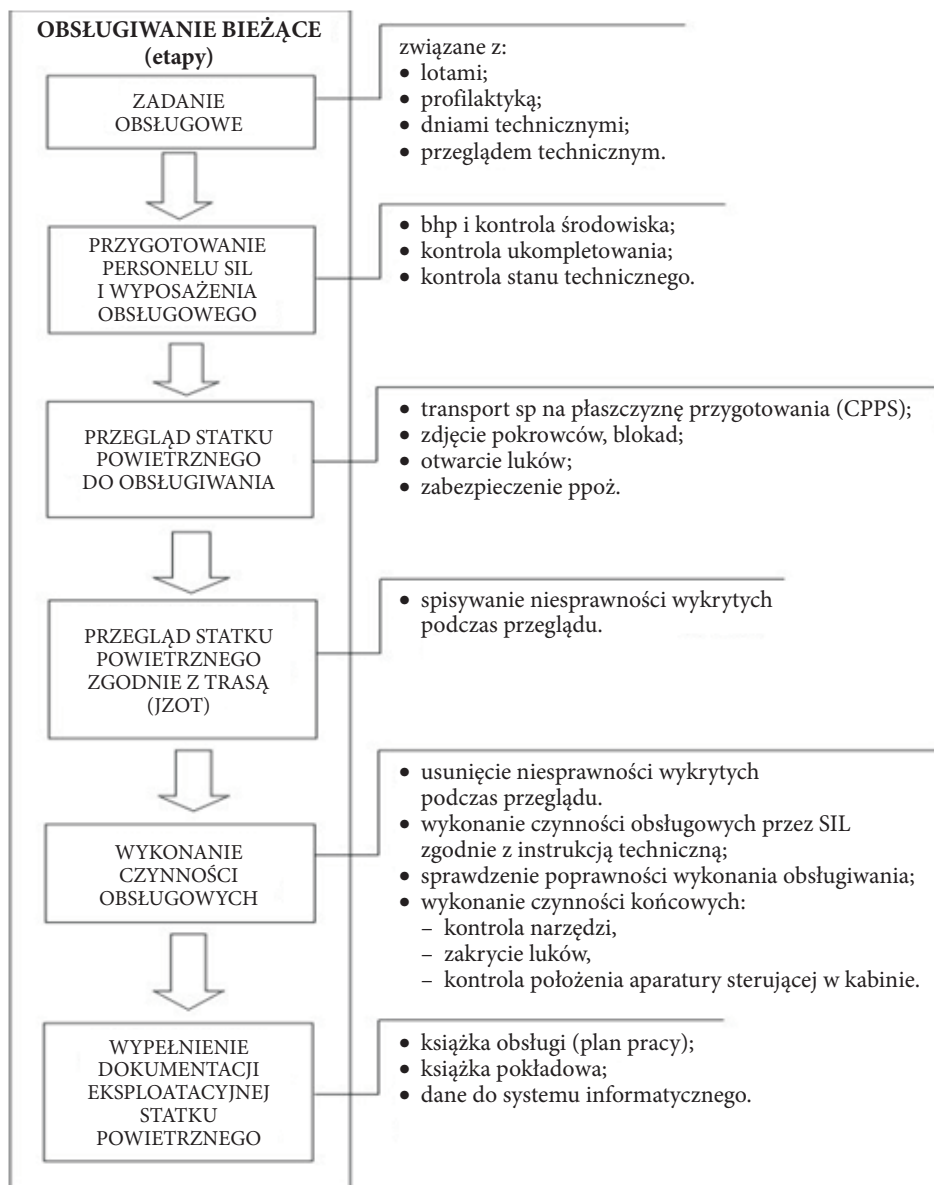 OBSŁUGIWANIE BIEŻĄCE
(etapy)
ZADANIE
OBSŁUGOWE
związane z:
• lotami;
• profilaktyką;
• dniami technicznymi;
• przeglądem technicznym.
PRZYGOTOWANIE
PERSONELU SIL
I WYPOSAŻENIA
OBSŁUGOWEGO
• bhp i kontrola środowiska;
• kontrola ukompletowania;
• kontrola stanu technicznego.
PRZEGLĄD STATKU
POWIETRZNEGO
DO OBSŁUGIWANIA
• transport sp na płaszczyznę przygotowania (CPPS);
• zdjęcie pokrowców, blokad;
• otwarcie luków;
• zabezpieczenie ppoż.
PRZEGLĄD STATKU
POWIETRZNEGO
ZGODNIE Z TRASĄ
(JZOT)
• spisywanie niesprawności wykrytych
podczas przeglądu.
WYKONANIE
CZYNNOŚCI
OBSŁUGOWYCH
• usunięcie niesprawności wykrytych
podczas przeglądu.
• wykonanie czynności obsługowych przez SIL
zgodnie z instrukcją techniczną;
• sprawdzenie poprawności wykonania obsługiwania;
• wykonanie czynności końcowych:
– kontrola narzędzi,
– zakrycie luków,
– kontrola położenia aparatury sterującej w kabinie.
WYPEŁNIENIE
DOKUMENTACJI
EKSPLOATACYJNEJ
STATKU
POWIETRZNEGO
• książka obsługi (plan pracy);
• książka pokładowa;
• dane do systemu informatycznego.